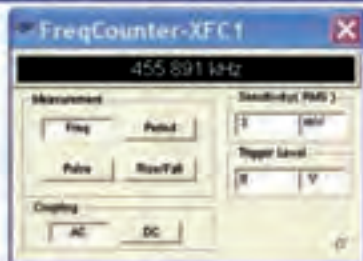 FreqCounter-XFC1
455.891 kHz
Measurement
Sensitivity( RMS )
Freq
Period
3
mV
Pulse
Rise/Fall
Trigger Level
0
V
Coupling
AC
DC